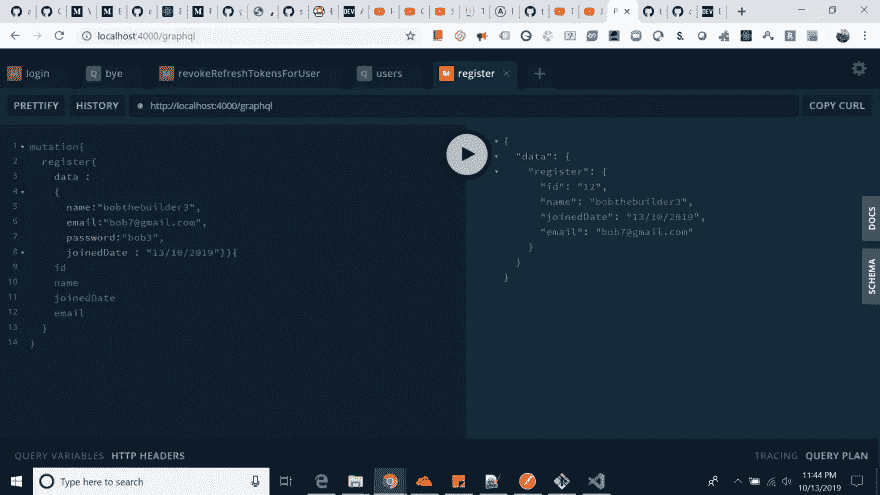 localhost:4000/graphql
login
bye
revokeRefreshTokensForUser
users
register
PRETTIFY
HISTORY
http://localhost:4000/graphql
COPY CURL
1 mutation{
2 register(
3 data :
4 {
5 name:"bobthebuilder3",
6 email:"bob7@gmail.com",
7 password:"bob3",
8 joinedDate : "13/10/2019"}){
9 id
10 name
11 joinedDate
12 email
13 }
14 }
{
"data": {
"register": {
"id": "12",
"name": "bobthebuilder3",
"joinedDate": "13/10/2019",
"email": "bob7@gmail.com"
}
}
}
DOCS
SCHEMA
QUERY VARIABLES HTTP HEADERS
TRACING QUERY PLAN
Type here to search
11:44 PM
10/13/2019